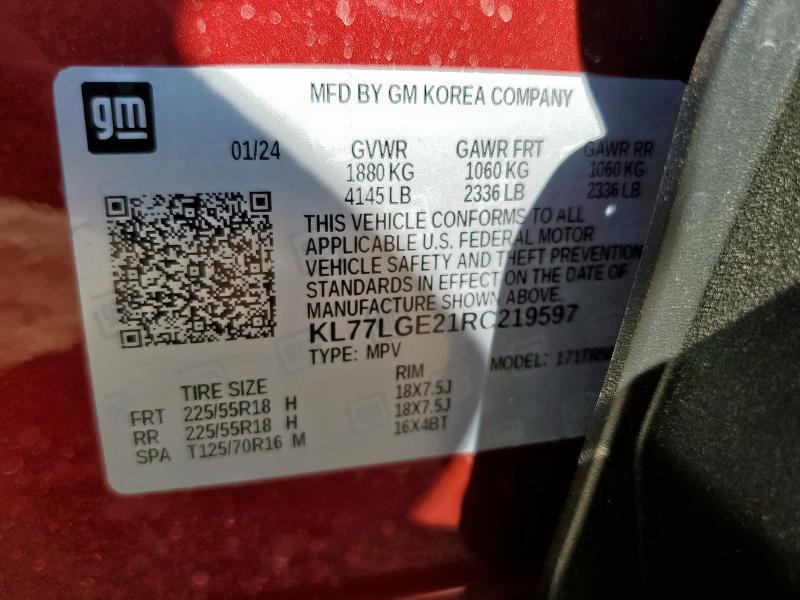 gm
MFD BY GM KOREA COMPANY
01/24 GVWR GAWR FRT GAWR RR
1880 KG 1060 KG 1060 KG
4145 LB 2336 LB 2336 LB
THIS VEHICLE CONFORMS TO ALL
APPLICABLE U.S. FEDERAL MOTOR
VEHICLE SAFETY AND THEFT PREVENTION
STANDARDS IN EFFECT ON THE DATE OF
MANUFACTURE SHOWN ABOVE.
KL77LGE21RC219597
TYPE: MPV MODEL:
TIRE SIZE RIM
FRT 225/55R18 H 18X7.5J
RR 225/55R18 H 18X7.5J
SPA T125/70R16 M 16X4BT